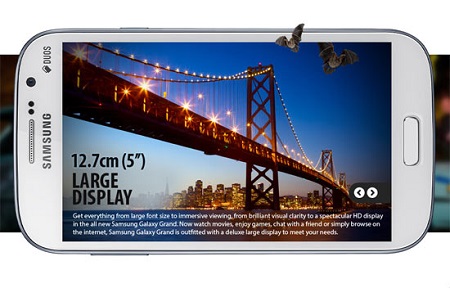 DUOS
SAMSUNG
12.7cm (5")
LARGE
DISPLAY
Get everything from large font size to immersive viewing, from brilliant visual clarity to a spectacular HD display
in the all new Samsung Galaxy Grand. Now watch movies, enjoy games, chat with a friend or simply browse on
the internet, Samsung Galaxy Grand is outfitted with a deluxe large display to meet your needs.